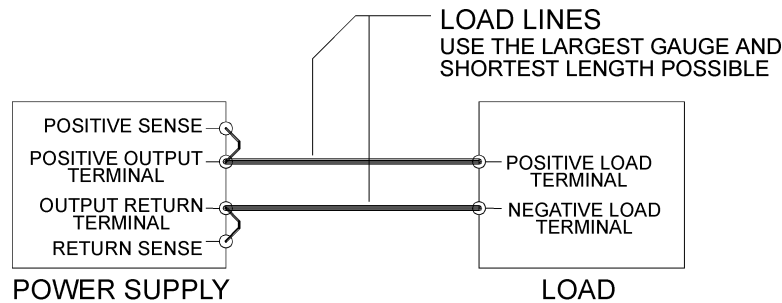 LOAD LINES
USE THE LARGEST GAUGE AND
SHORTEST LENGTH POSSIBLE
POSITIVE SENSE
POSITIVE OUTPUT
TERMINAL
OUTPUT RETURN
TERMINAL
RETURN SENSE
POSITIVE LOAD
TERMINAL
NEGATIVE LOAD
TERMINAL
POWER SUPPLY
LOAD